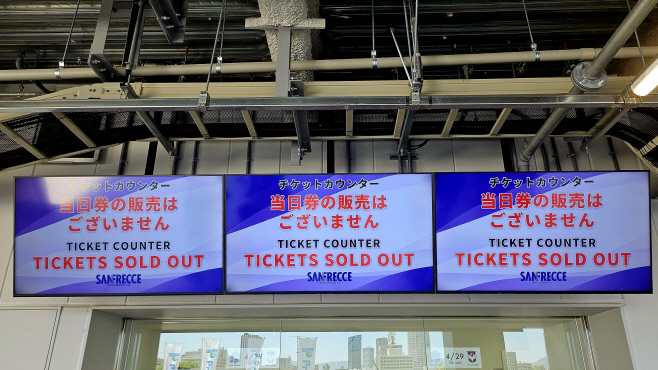 チケットカウンター
当日券の販売は
ございません
TICKET COUNTER
TICKETS SOLD OUT
SANFRECCE
チケットカウンター
当日券の販売は
ございません
TICKET COUNTER
TICKETS SOLD OUT
SANFRECCE
チケットカウンター
当日券の販売は
ございません
TICKET COUNTER
TICKETS SOLD OUT
SANFRECCE
4/29